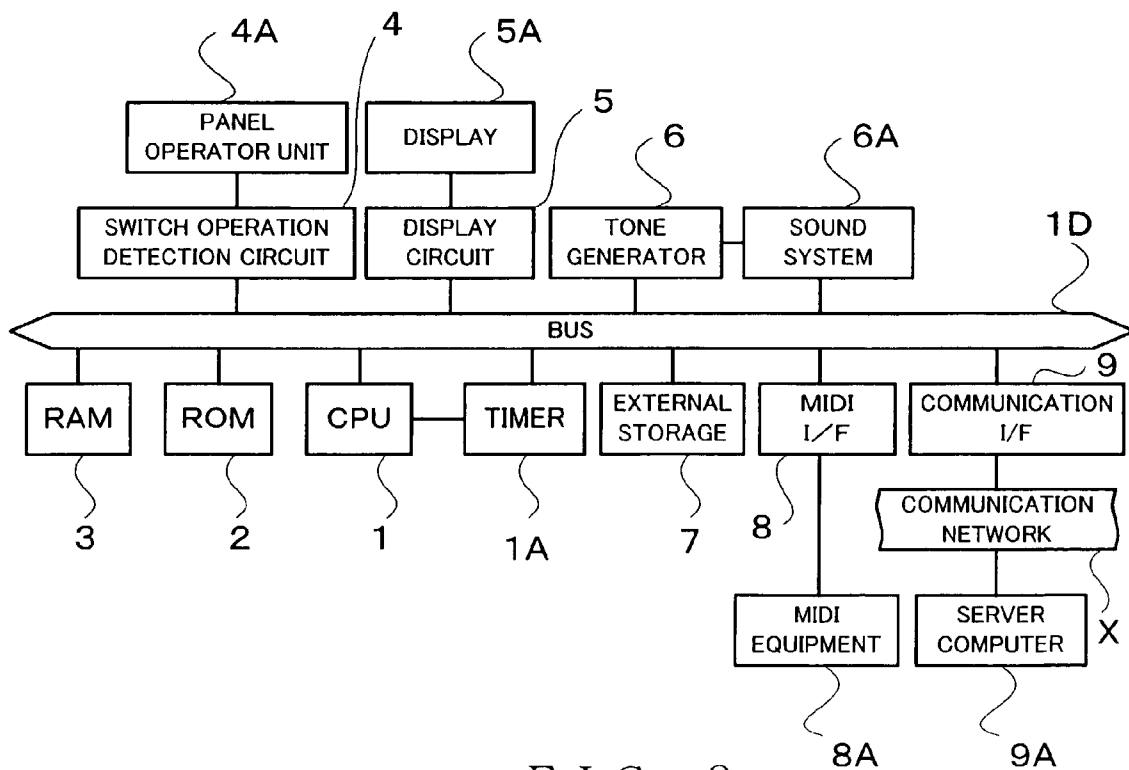 4A
4
5A
5
6
6A
1D
PANEL
OPERATOR UNIT
DISPLAY
SWITCH OPERATION
DETECTION CIRCUIT
DISPLAY
CIRCUIT
TONE
GENERATOR
SOUND
SYSTEM
BUS
9
RAM
ROM
CPU
TIMER
EXTERNAL
STORAGE
MIDI
I/F
COMMUNICATION
I/F
3
2
1
1A
7
8
COMMUNICATION
NETWORK
X
MIDI
EQUIPMENT
SERVER
COMPUTER
8A
9A